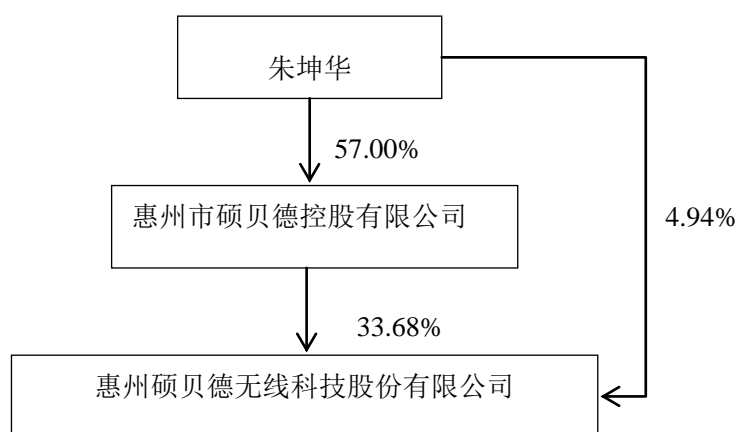 朱坤华
57.00%
惠州市硕贝德控股有限公司
4.94%
33.68%
惠州硕贝德无线科技股份有限公司